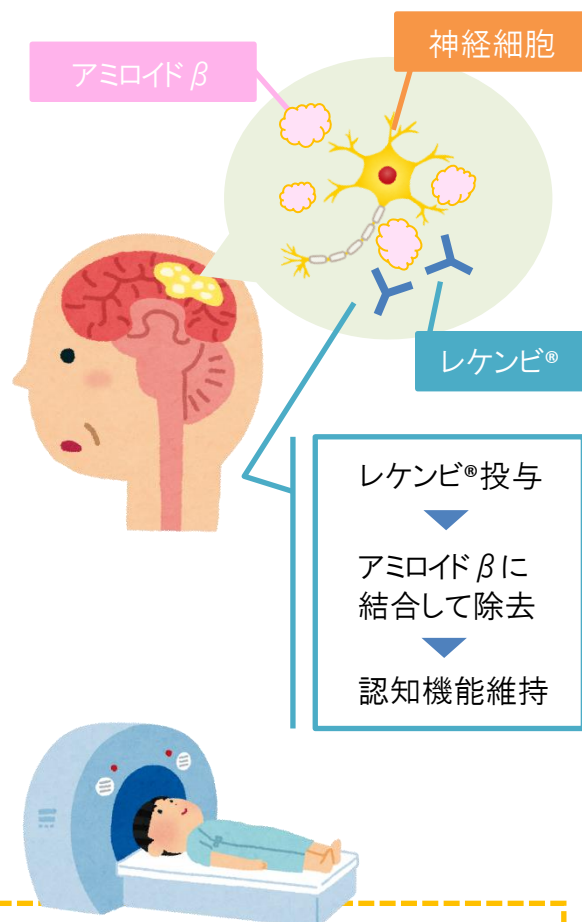 神経細胞
アミロイドβ
レケンビ®
レケンビ®投与
アミロイドβに
結合して除去
認知機能維持